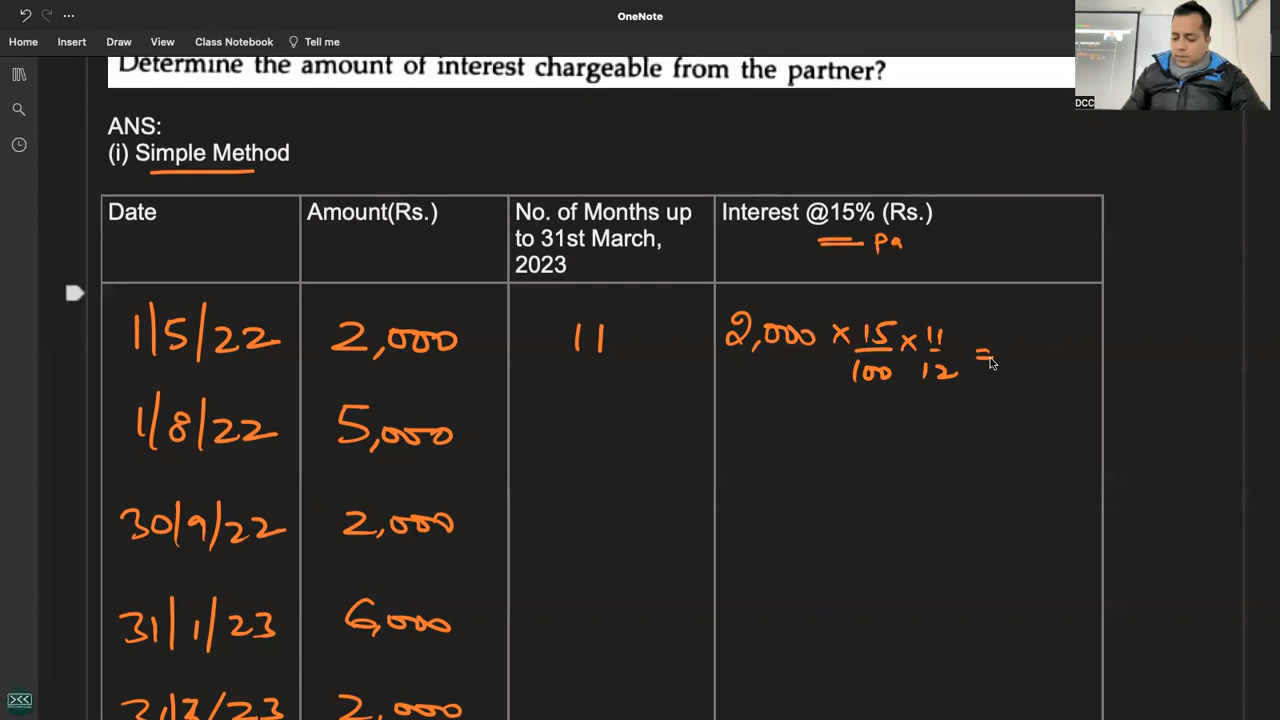 OneNote
Home Insert Draw View Class Notebook Tell me
Determine the amount of interest chargeable from the partner?
DCC
ANS:
(i) Simple Method
Date Amount(Rs.) No. of Months up to 31st March, 2023 Interest @15% (Rs.)
pa
1/5/22 2,000 11 2,000 × 15/100 × 11/12 =
1/8/22 5,000
30/9/22 2,000
31/1/23 6,000
31/3/23 2,000